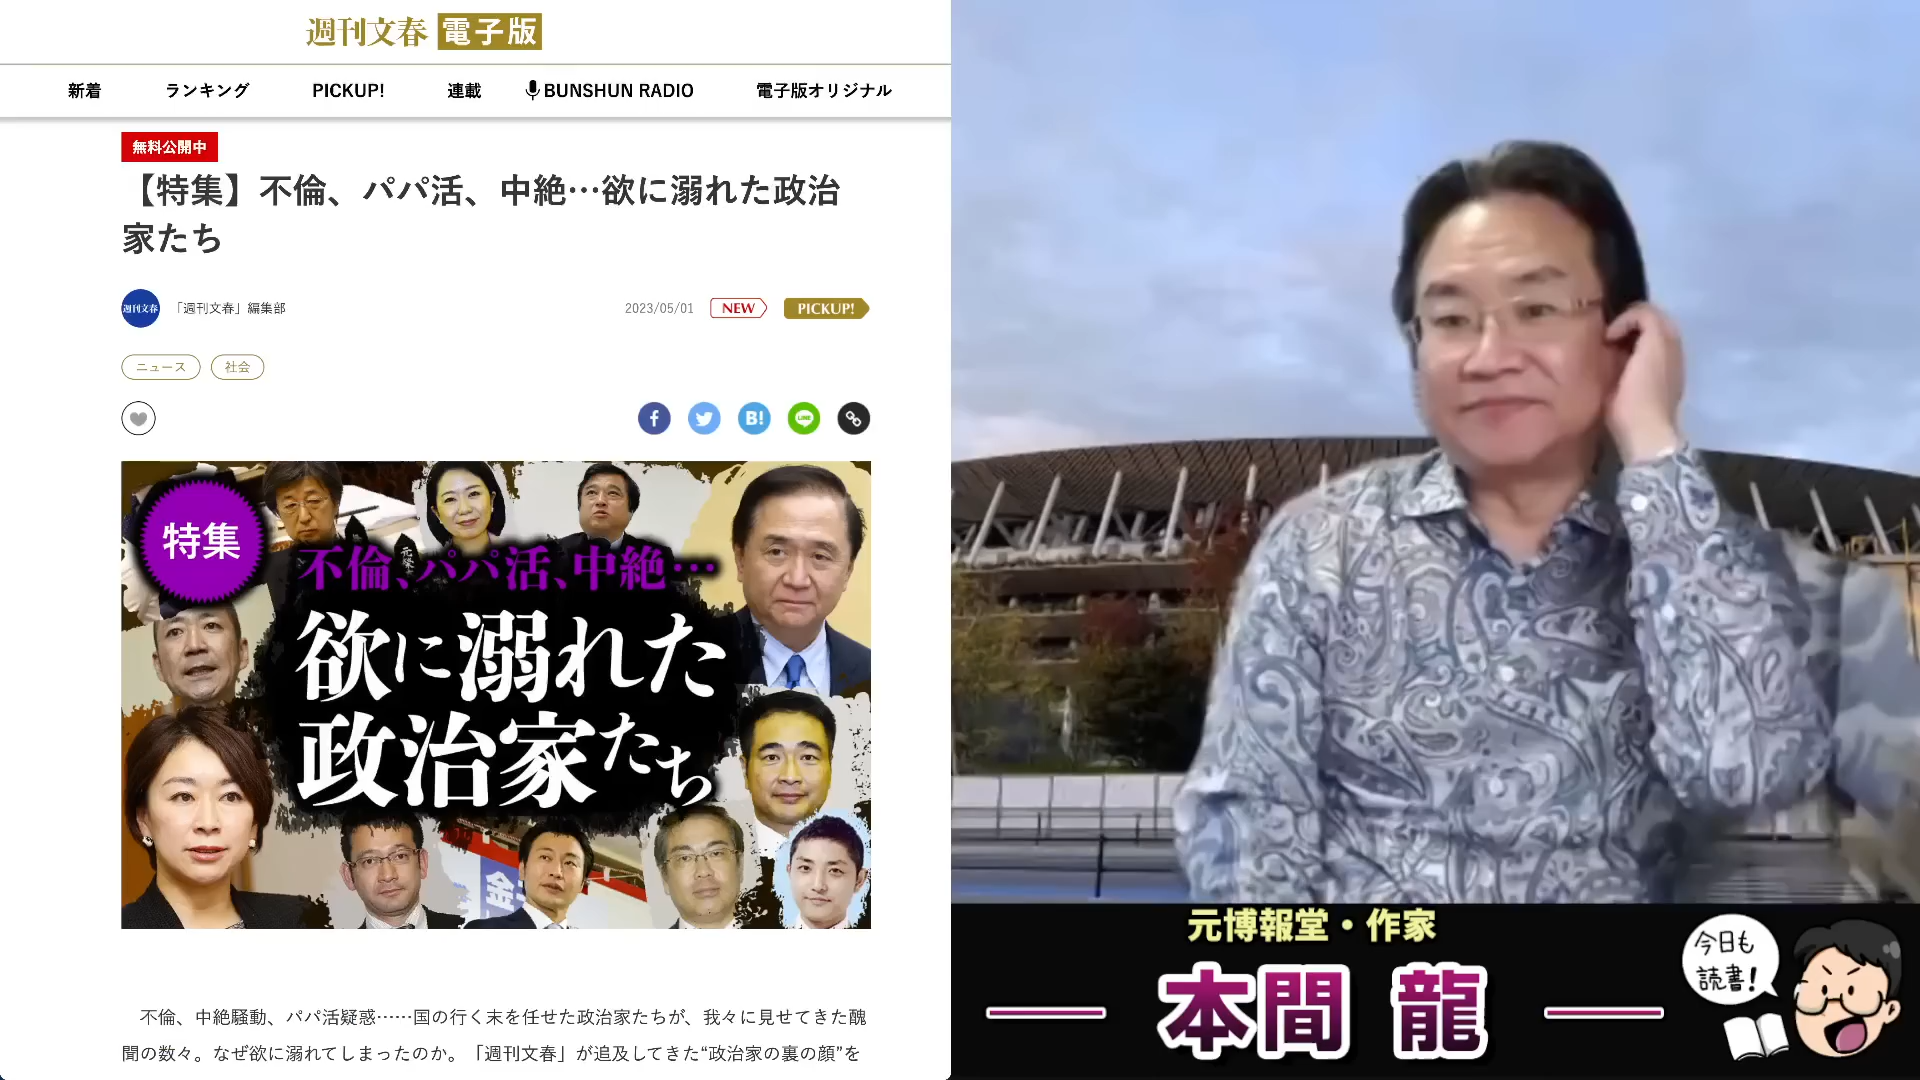 週刊文春 電子版
新着 ランキング PICKUP! 連載 BUNSHUN RADIO 電子版オリジナル
無料公開中
【特集】不倫、パパ活、中絶…欲に溺れた政治
家たち
週刊文春 「週刊文春」編集部 2023/05/01 NEW PICKUP!
ニュース 社会
f B! LINE
特集
不倫、パパ活、中絶…
欲に溺れた
政治家たち
不倫、中絶騒動、パパ活疑惑……国の行く末を任せた政治家たちが、我々に見せてきた醜
聞の数々。なぜ欲に溺れてしまったのか。「週刊文春」が追及してきた“政治家の裏の顔”を
元博報堂・作家
本間 龍
今日も
読書!